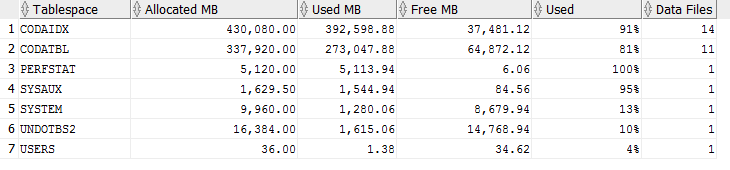 Tablespace Allocated MB Used MB Free MB Used Data Files
1 CODAIDX 430,080.00 392,598.88 37,481.12 91% 14
2 CODATBL 337,920.00 273,047.88 64,872.12 81% 11
3 PERFSTAT 5,120.00 5,113.94 6.06 100% 1
4 SYSAUX 1,629.50 1,544.94 84.56 95% 1
5 SYSTEM 9,960.00 1,280.06 8,679.94 13% 1
6 UNDOTBS2 16,384.00 1,615.06 14,768.94 10% 1
7 USERS 36.00 1.38 34.62 4% 1